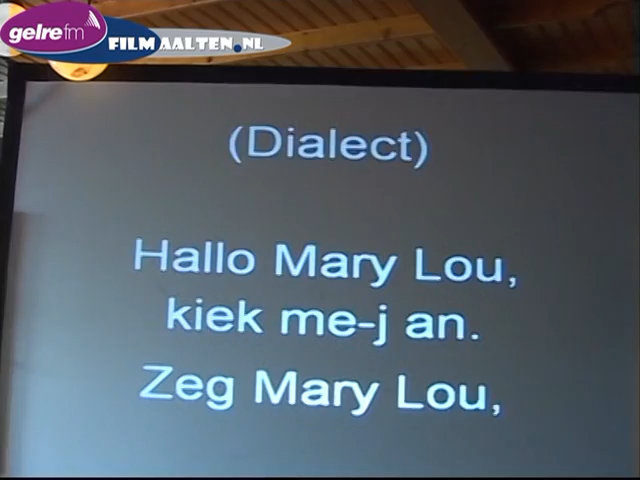 gelre fm
FILMAALTEN.NL
(Dialect)
Hallo Mary Lou,
kiek me-j an.
Zeg Mary Lou,